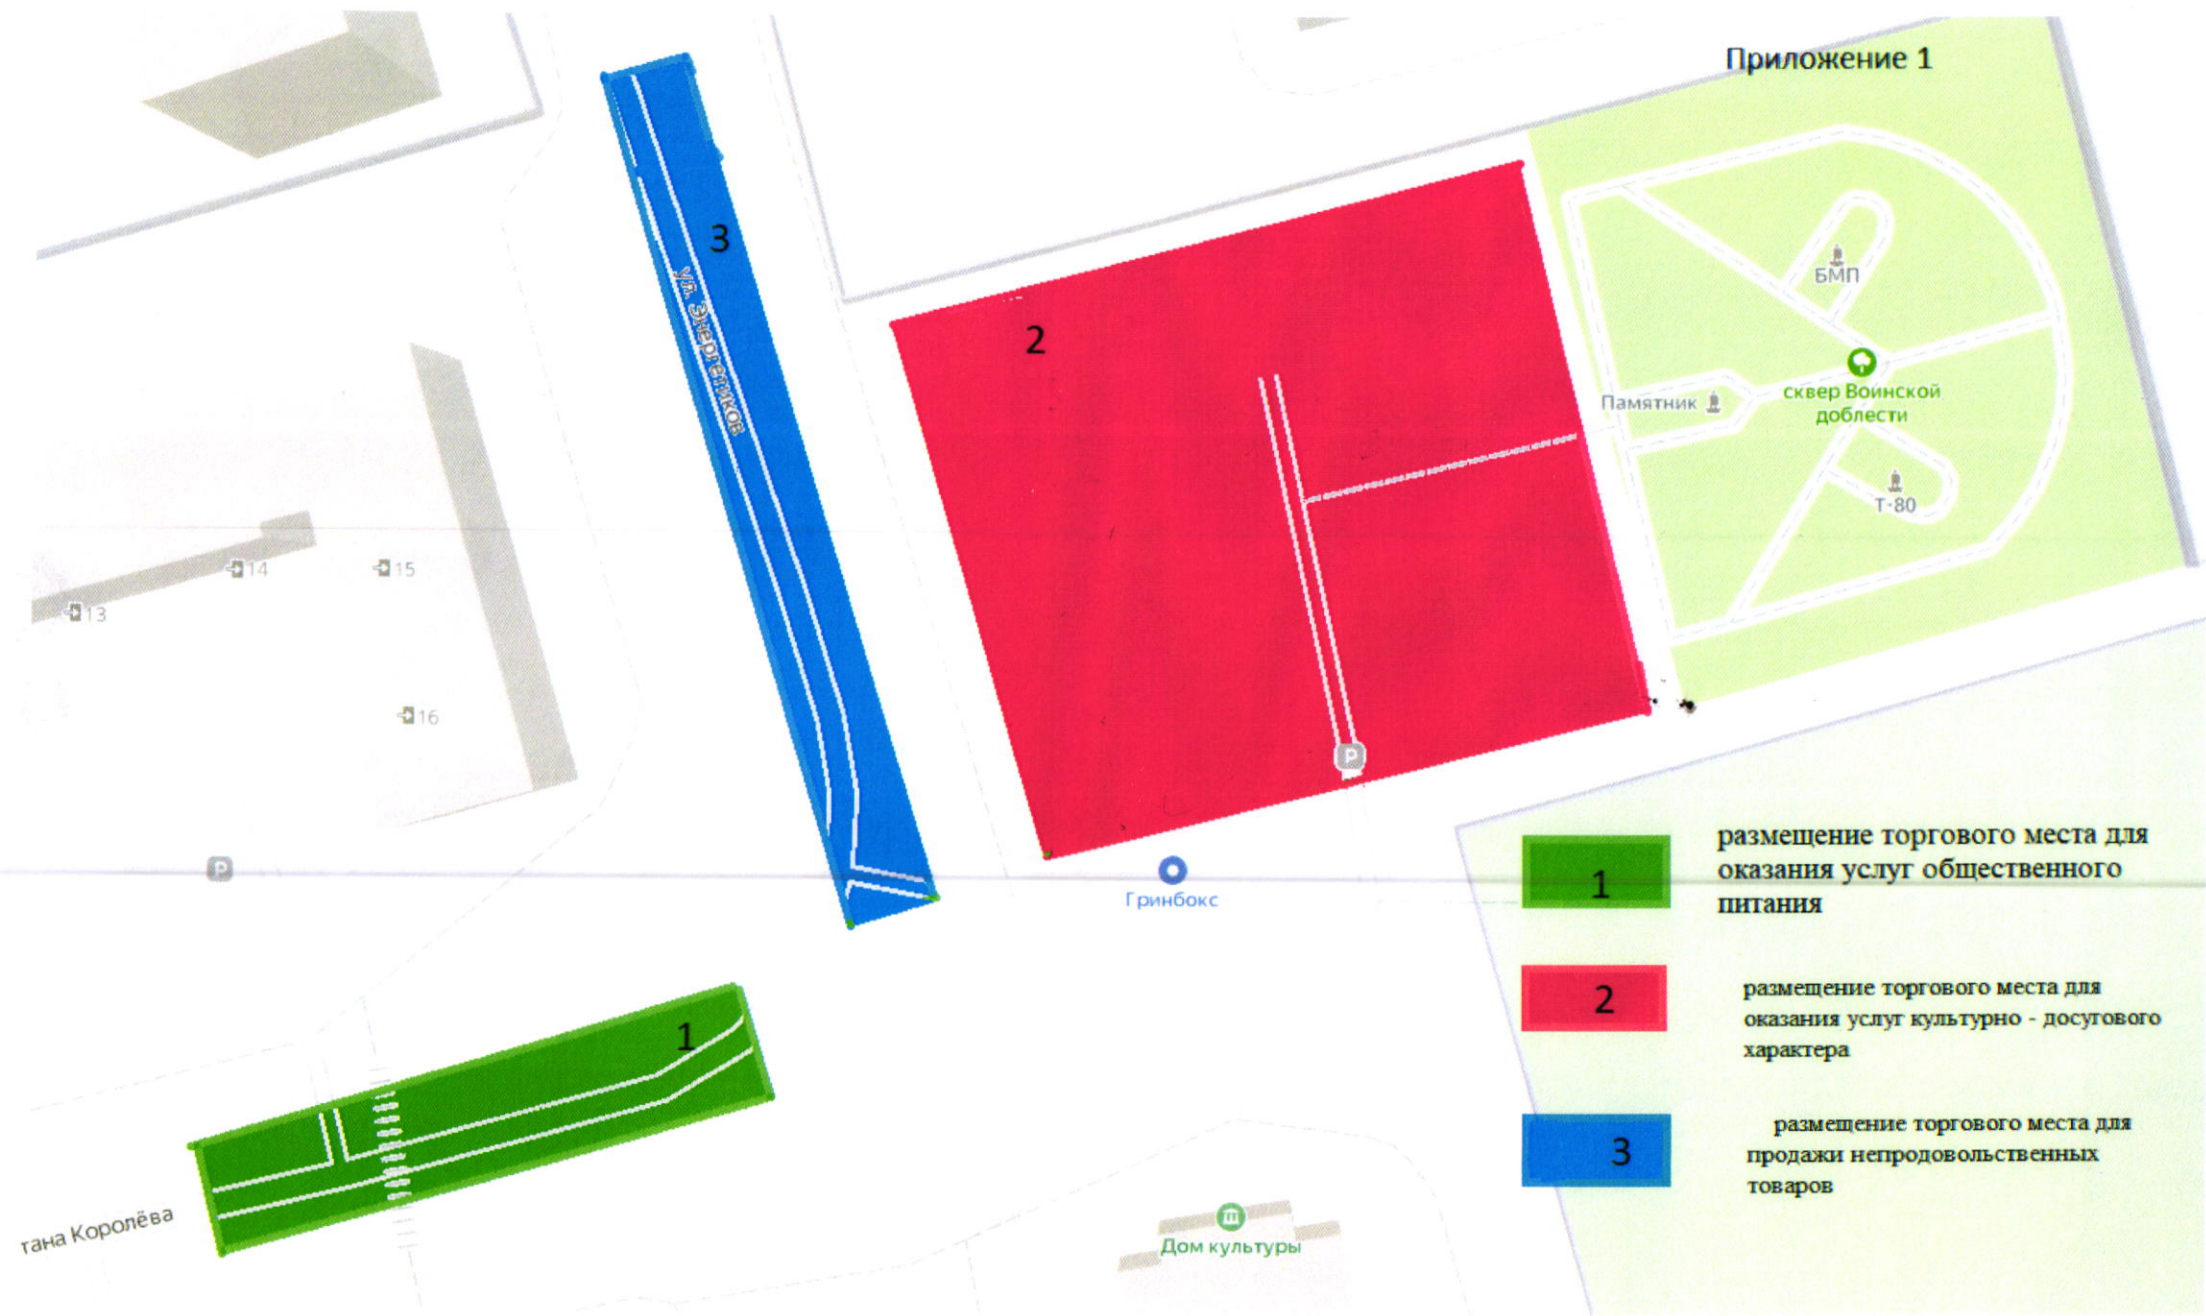 Приложение 1
3
ул. Энергетиков
2
БМП
сквер Воинской
доблести
Памятник
Т-80
14
15
13
16
P
P
Гринбокс
1
тана Королёва
Дом культуры
1
размещение торгового места для
оказания услуг общественного
питания
2
размещение торгового места для
оказания услуг культурно - досугового
характера
3
размещение торгового места для
продажи непродовольственных
товаров